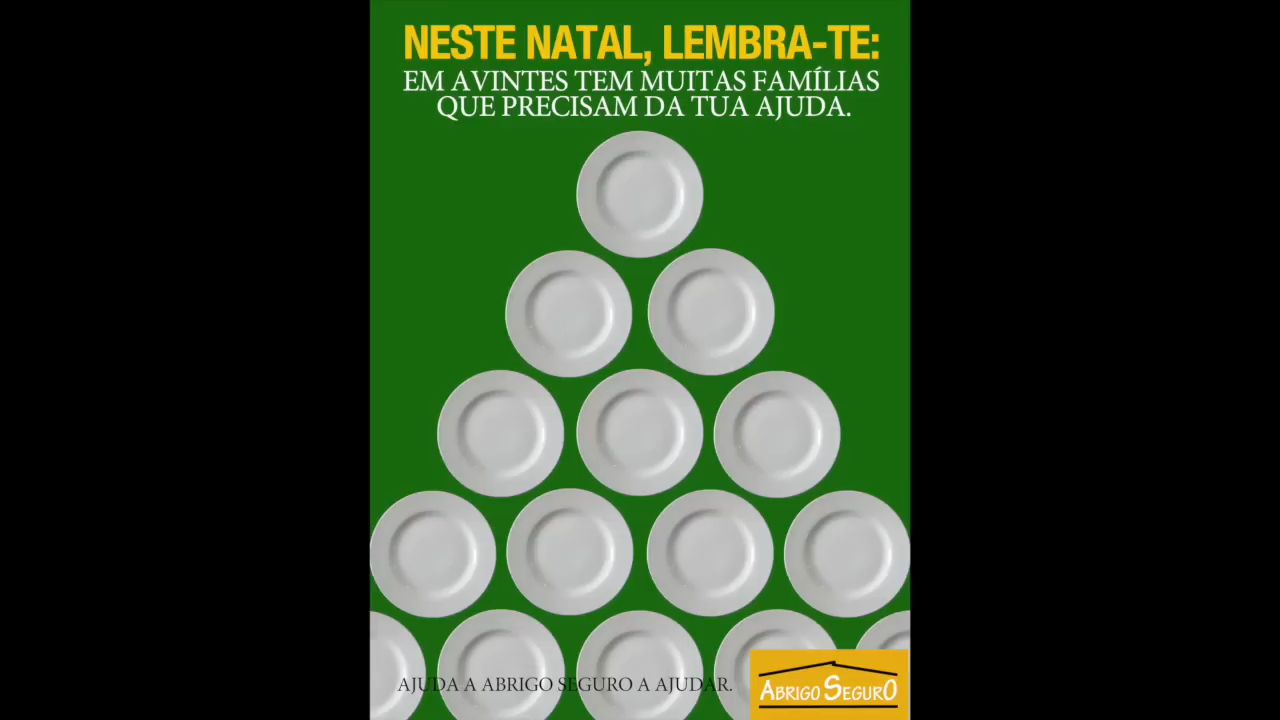 NESTE NATAL, LEMBRA-TE:
EM AVINTES TEM MUITAS FAMÍLIAS
QUE PRECISAM DA TUA AJUDA.
AJUDA A ABRIGO SEGURO A AJUDAR.
ABRIGO SEGURO